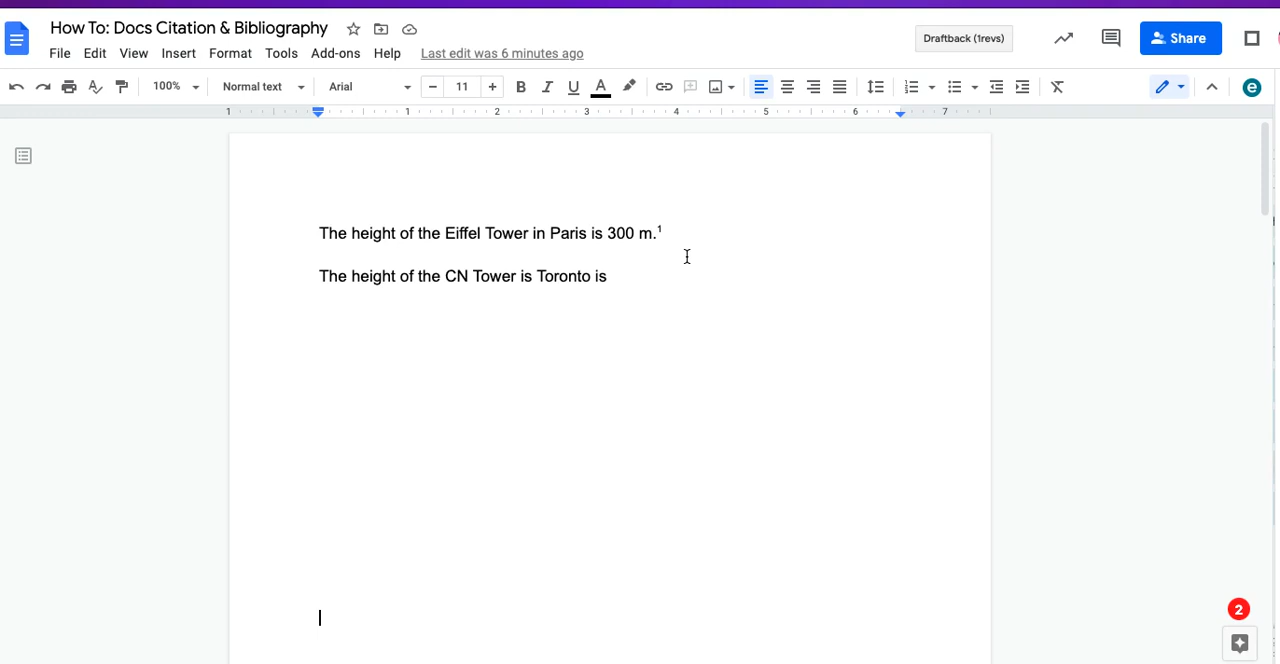 How To: Docs Citation & Bibliography
File Edit View Insert Format Tools Add-ons Help Last edit was 6 minutes ago
Draftback (1revs)
Share
100% Normal text Arial − 11 + B I U A
e
1 1 2 3 4 5 6 7
The height of the Eiffel Tower in Paris is 300 m.¹
The height of the CN Tower is Toronto is
2